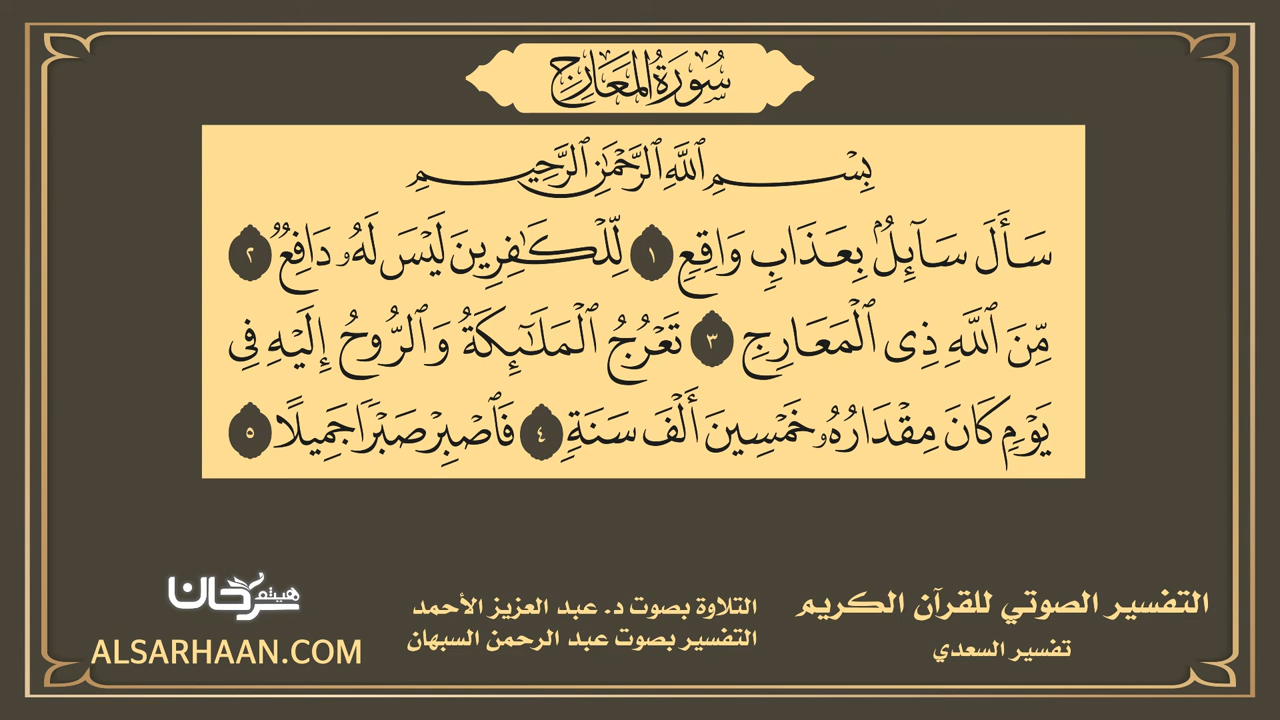 سُورَةُ المَعَارِجِ
بِسْمِ ٱللَّهِ ٱلرَّحْمَٰنِ ٱلرَّحِيمِ
سَأَلَ سَآئِلٌۢ بِعَذَابٍ وَاقِعٍ ١ لِّلْكَٰفِرِينَ لَيْسَ لَهُۥ دَافِعٌ ٢
مِّنَ ٱللَّهِ ذِى ٱلْمَعَارِجِ ٣ تَعْرُجُ ٱلْمَلَٰٓئِكَةُ وَٱلرُّوحُ إِلَيْهِ فِى
يَوْمٍ كَانَ مِقْدَارُهُۥ خَمْسِينَ أَلْفَ سَنَةٍ ٤ فَٱصْبِرْ صَبْرًا جَمِيلًا ٥
التفسير الصوتي للقرآن الكريم
تفسير السعدي
التلاوة بصوت د. عبد العزيز الأحمد
التفسير بصوت عبد الرحمن السبهان
هيثم سرحان
ALSARHAAN.COM